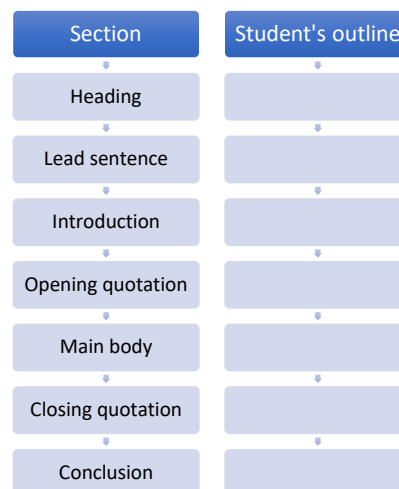 Section
Student's outline
Heading
Lead sentence
Introduction
Opening quotation
Main body
Closing quotation
Conclusion